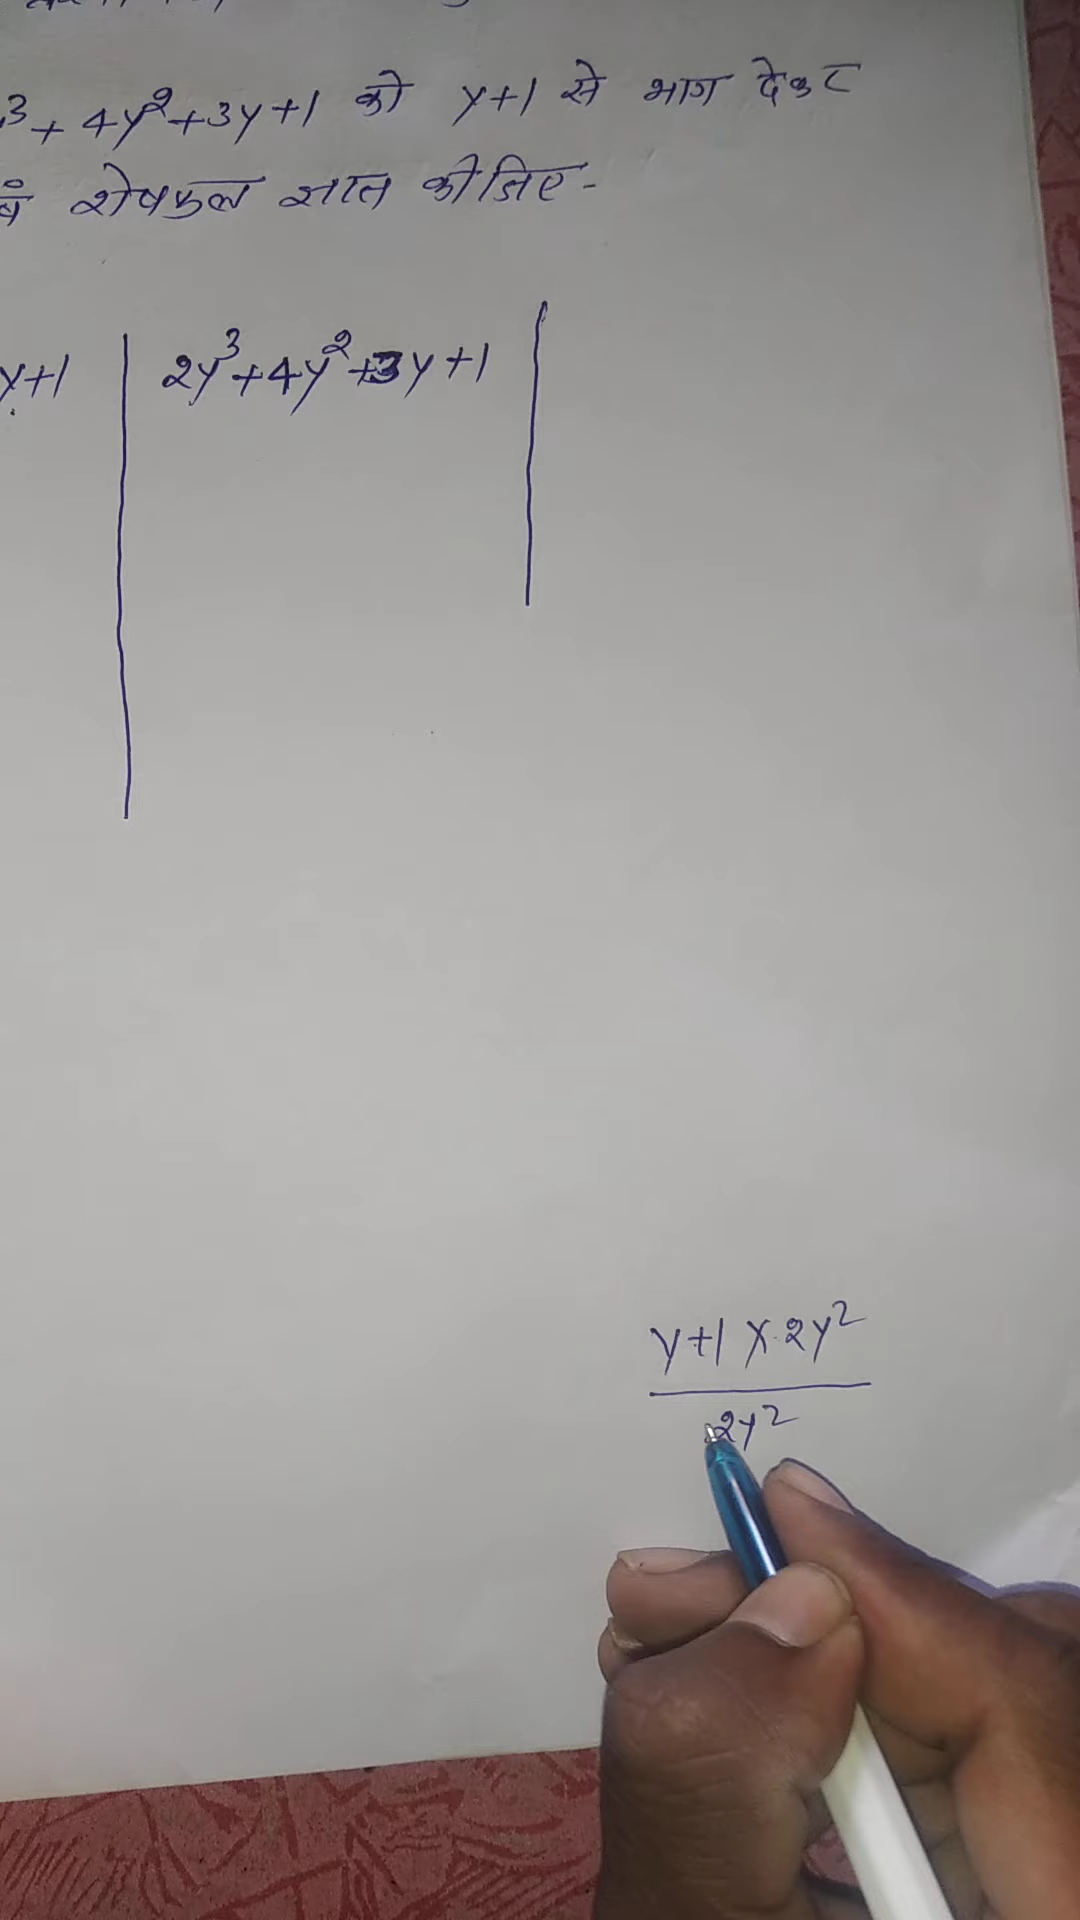 ³+4y²+3y+1 को y+1 से भाग देकर
शेषफल ज्ञात कीजिए-
y+1 | 2y³+4y²+3y+1 |
y+1 X 2y²
2y²